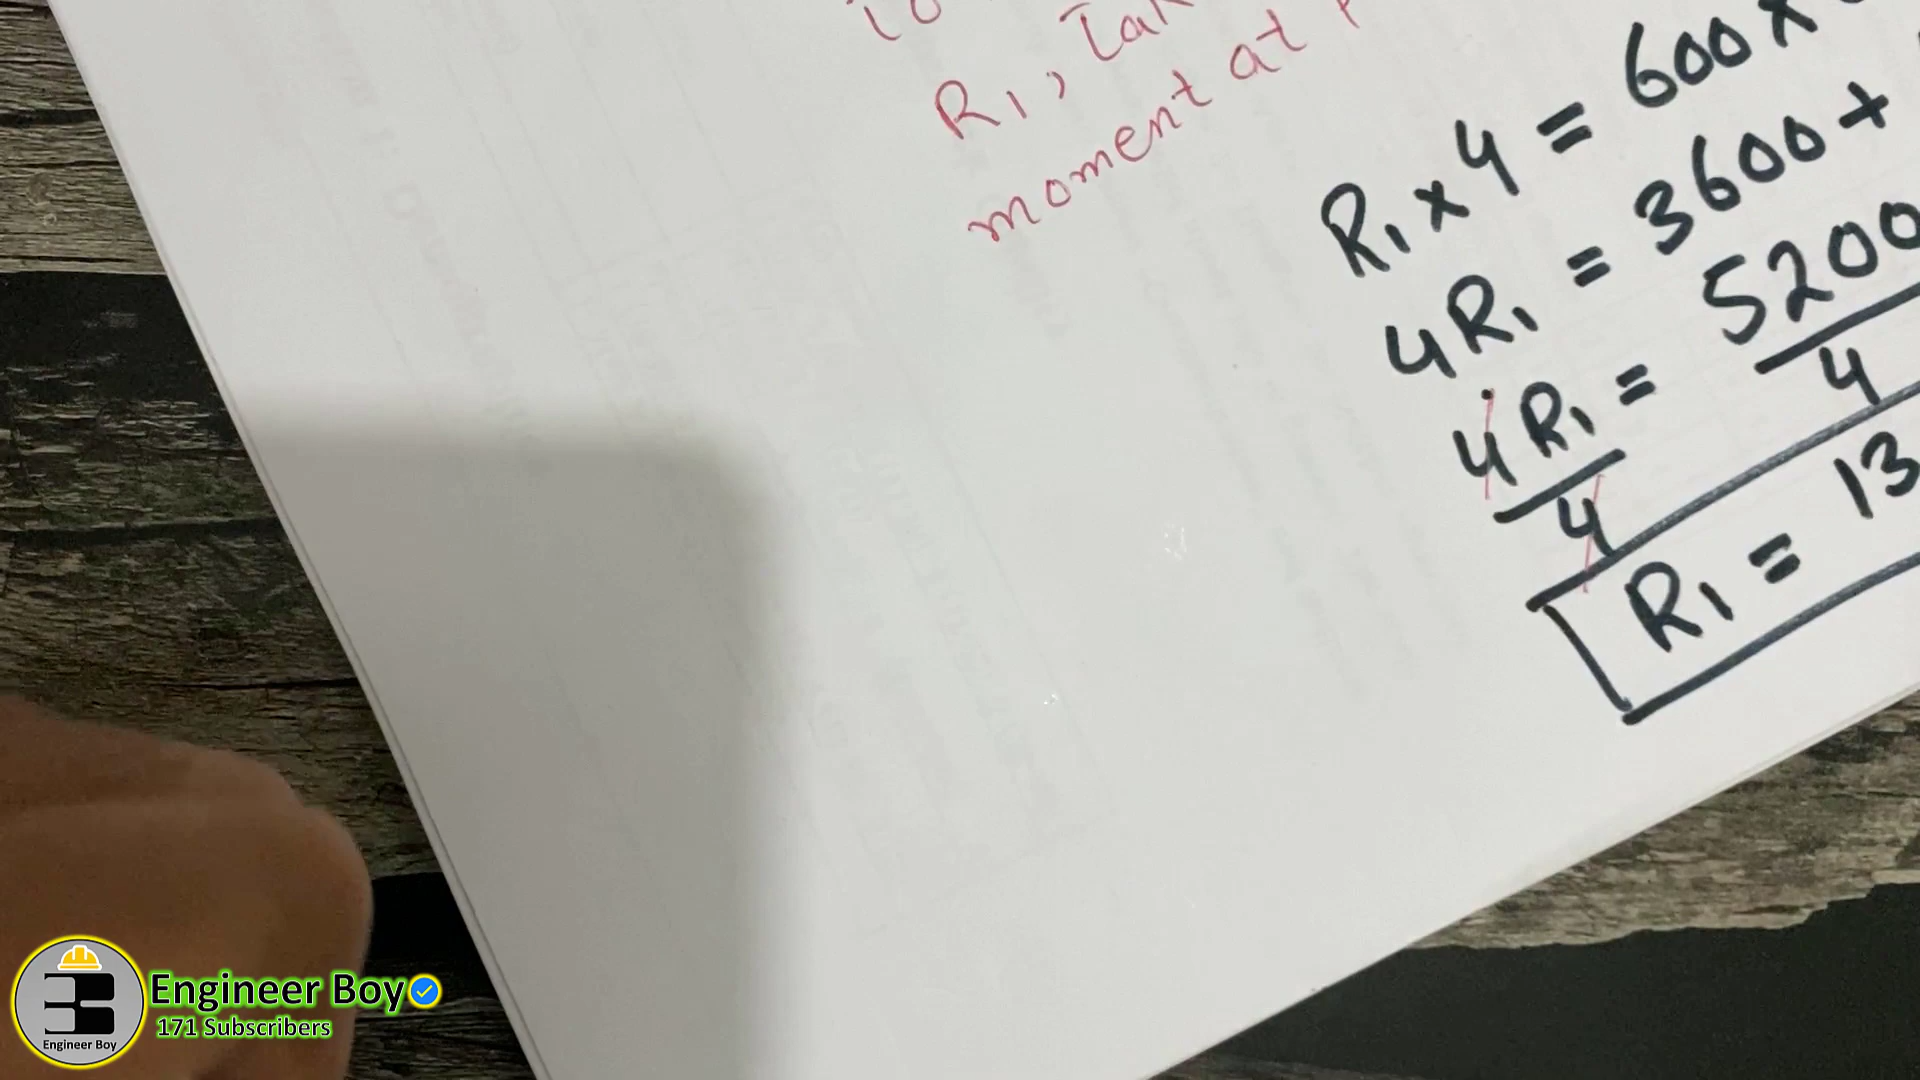 R1, Tak
moment at
R1 x 4 = 600 x
4R1 = 3600 +
4R1 = 5200
4 4
R1 = 13
Engineer Boy
171 Subscribers
Engineer Boy